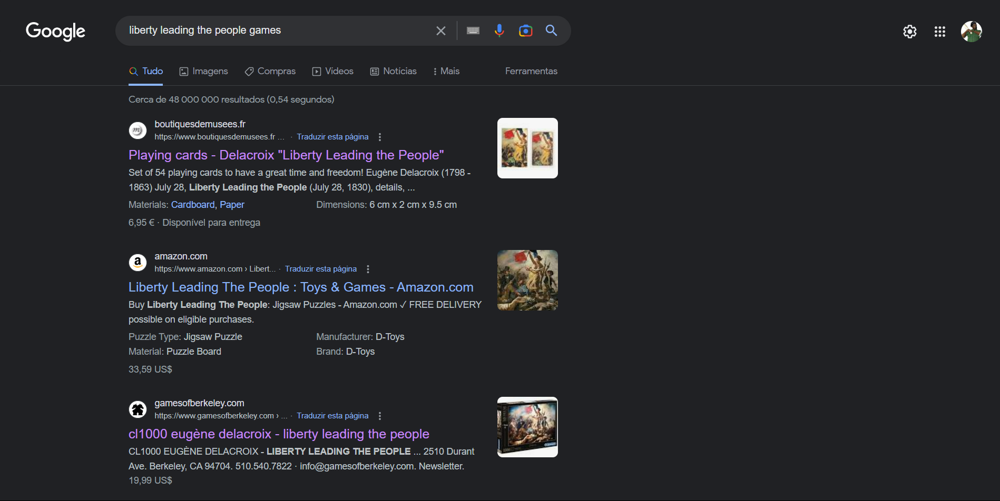 Google
liberty leading the people games
Tudo
Imagens
Compras
Vídeos
Notícias
Mais
Ferramentas
Cerca de 48 000 000 resultados (0,54 segundos)
m
boutiquesdemusees.fr
https://www.boutiquesdemusees.fr ... · Traduzir esta página
Playing cards - Delacroix "Liberty Leading the People"
Set of 54 playing cards to have a great time and freedom! Eugène Delacroix (1798 -
1863) July 28, Liberty Leading the People (July 28, 1830), details, ...
Materials: Cardboard, Paper
Dimensions: 6 cm x 2 cm x 9.5 cm
6,95 € · Disponível para entrega
a
amazon.com
https://www.amazon.com › Libert... · Traduzir esta página
Liberty Leading The People : Toys & Games - Amazon.com
Buy Liberty Leading The People: Jigsaw Puzzles - Amazon.com ✓ FREE DELIVERY
possible on eligible purchases.
Puzzle Type: Jigsaw Puzzle
Manufacturer: D-Toys
Material: Puzzle Board
Brand: D-Toys
33,59 US$
gamesofberkeley.com
https://www.gamesofberkeley.com › ... · Traduzir esta página
cl1000 eugène delacroix - liberty leading the people
CL1000 EUGÈNE DELACROIX - LIBERTY LEADING THE PEOPLE ... 2510 Durant
Ave. Berkeley, CA 94704. 510.540.7822 · info@gamesofberkeley.com. Newsletter.
19,99 US$